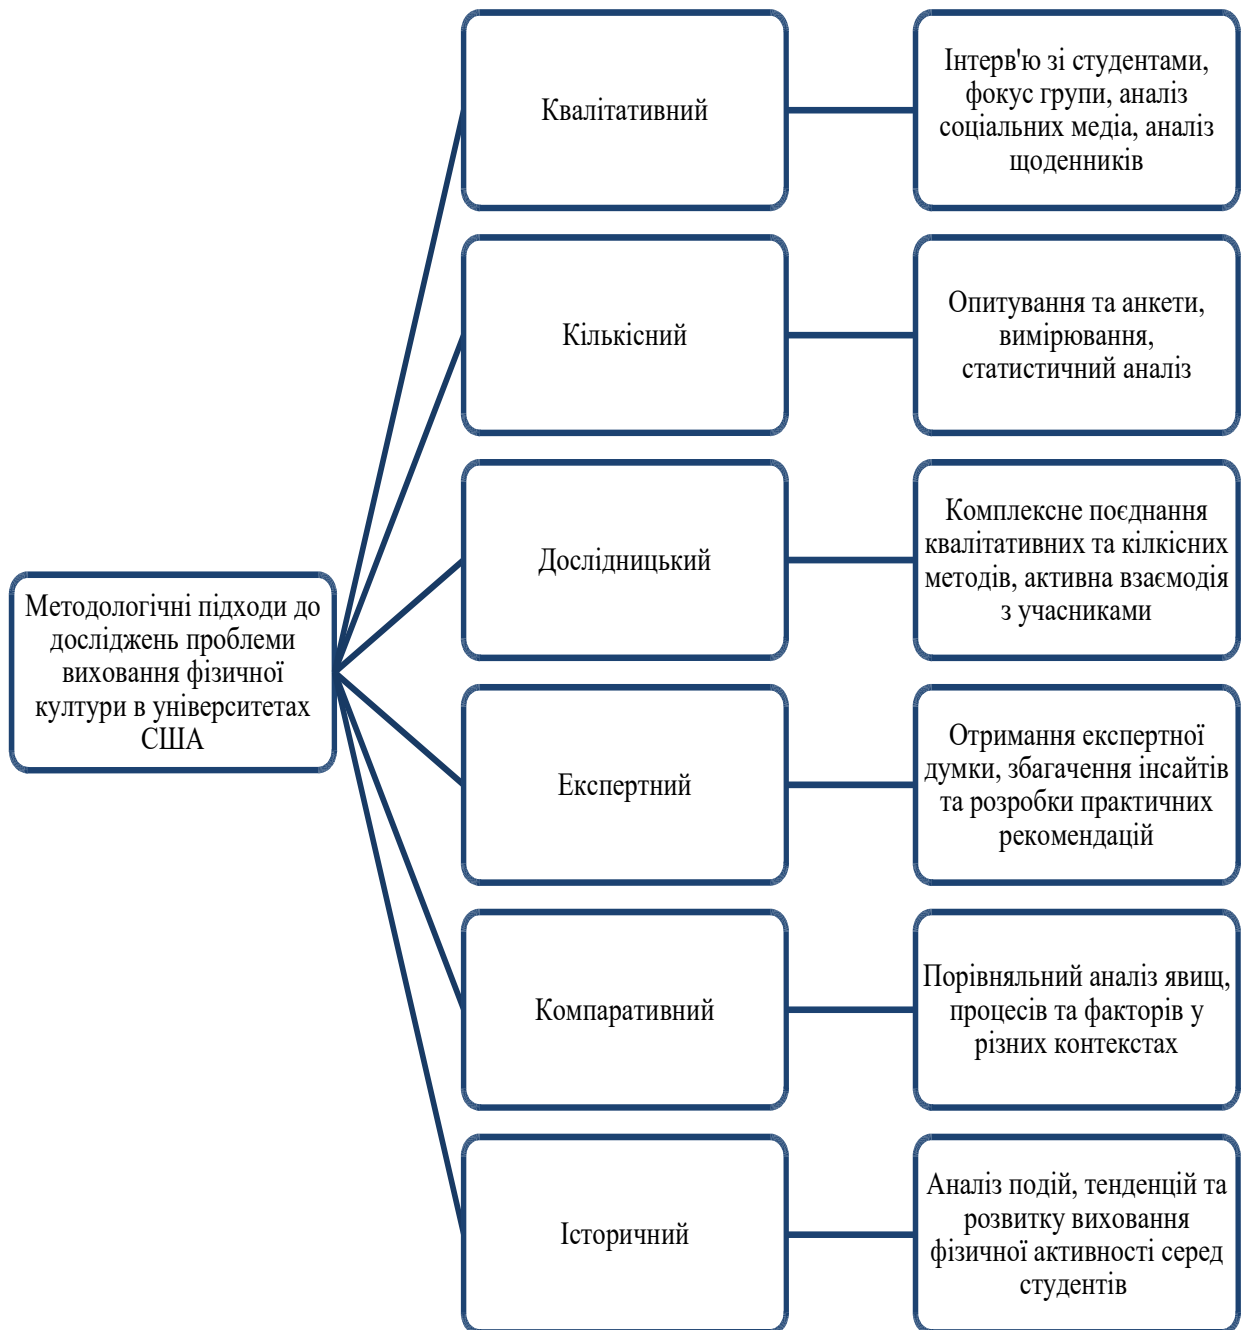 Методологічні підходи до
досліджень проблеми
виховання фізичної
култури в університетах
США
Квалітативний
Інтерв'ю зі студентами,
фокус групи, аналіз
соціальних медіа, аналіз
щоденників
Кількісний
Опитування та анкети,
вимірювання,
статистичний аналіз
Дослідницький
Комплексне поєднання
квалітативних та кілкісних
методів, активна взаємодія
з учасниками
Експертний
Отримання експертної
думки, збагачення інсайтів
та розробки практичних
рекомендацій
Компаративний
Порівняльний аналіз явищ,
процесів та факторів у
різних контекстах
Історичний
Аналіз подій, тенденцій та
розвитку виховання
фізичної активності серед
студентів